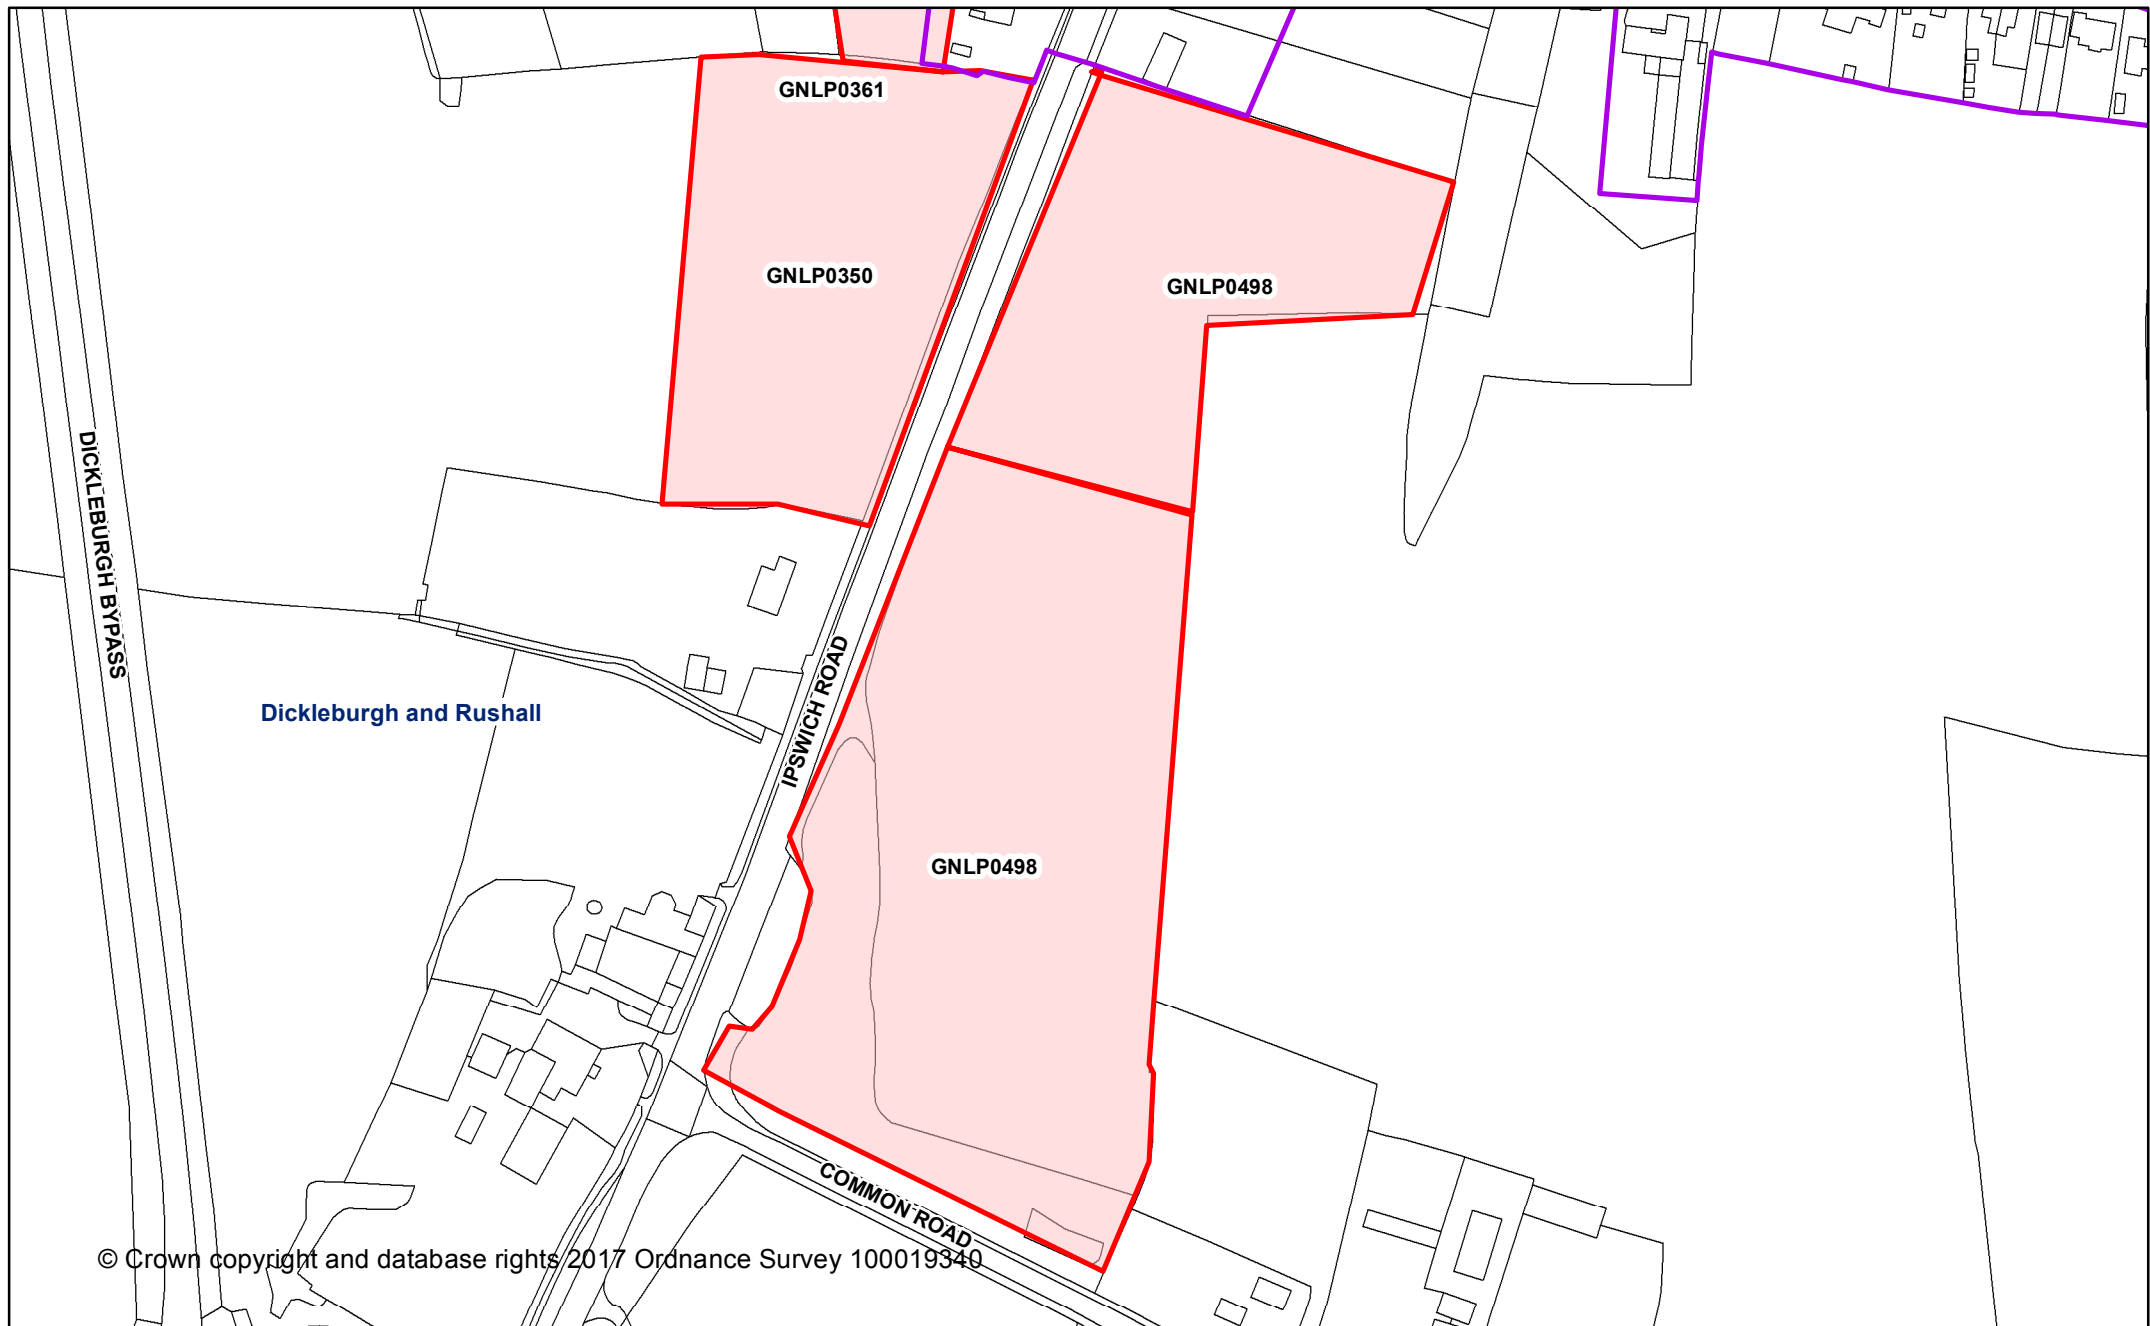 GNLP0361
GNLP0350
GNLP0498
DICKLEBURGH BYPASS
IPSWICH ROAD
Dickleburgh and Rushall
GNLP0498
COMMON ROAD
© Crown copyright and database rights 2017 Ordnance Survey 100019340